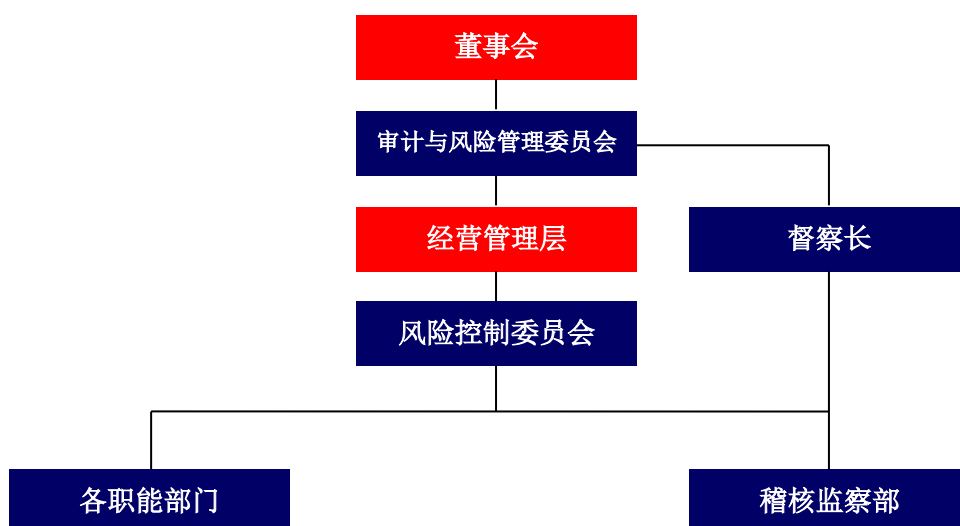 董事会
审计与风险管理委员会
经营管理层
督察长
风险控制委员会
各职能部门
稽核监察部